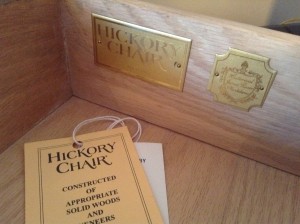 HICKORY
CHAIR
HICKORY
CHAIR
CONSTRUCTED
OF
APPROPRIATE
SOLID WOODS
AND
VENEERS